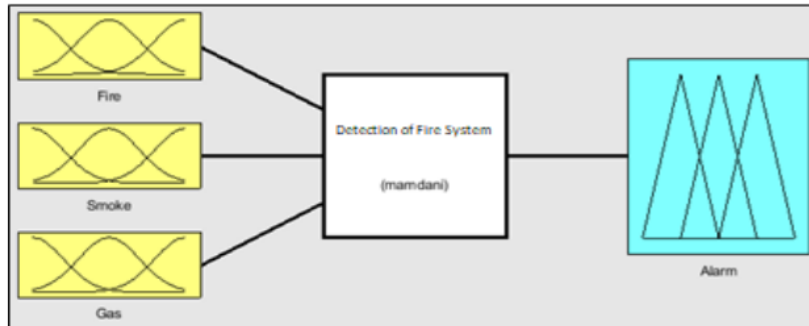 Fire
Smoke
Gas
Detection of Fire System
(mamdani)
Alarm